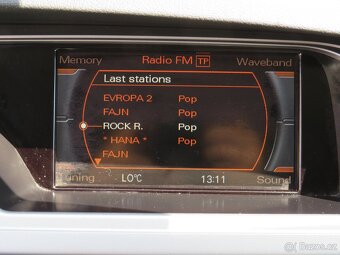 Memory Radio FM TP Waveband
Last stations
EVROPA 2 Pop
FAJN Pop
ROCK R. Pop
* HANA * Pop
FAJN
Tuning LO°C 13:11 Sound
Bazoš.cz